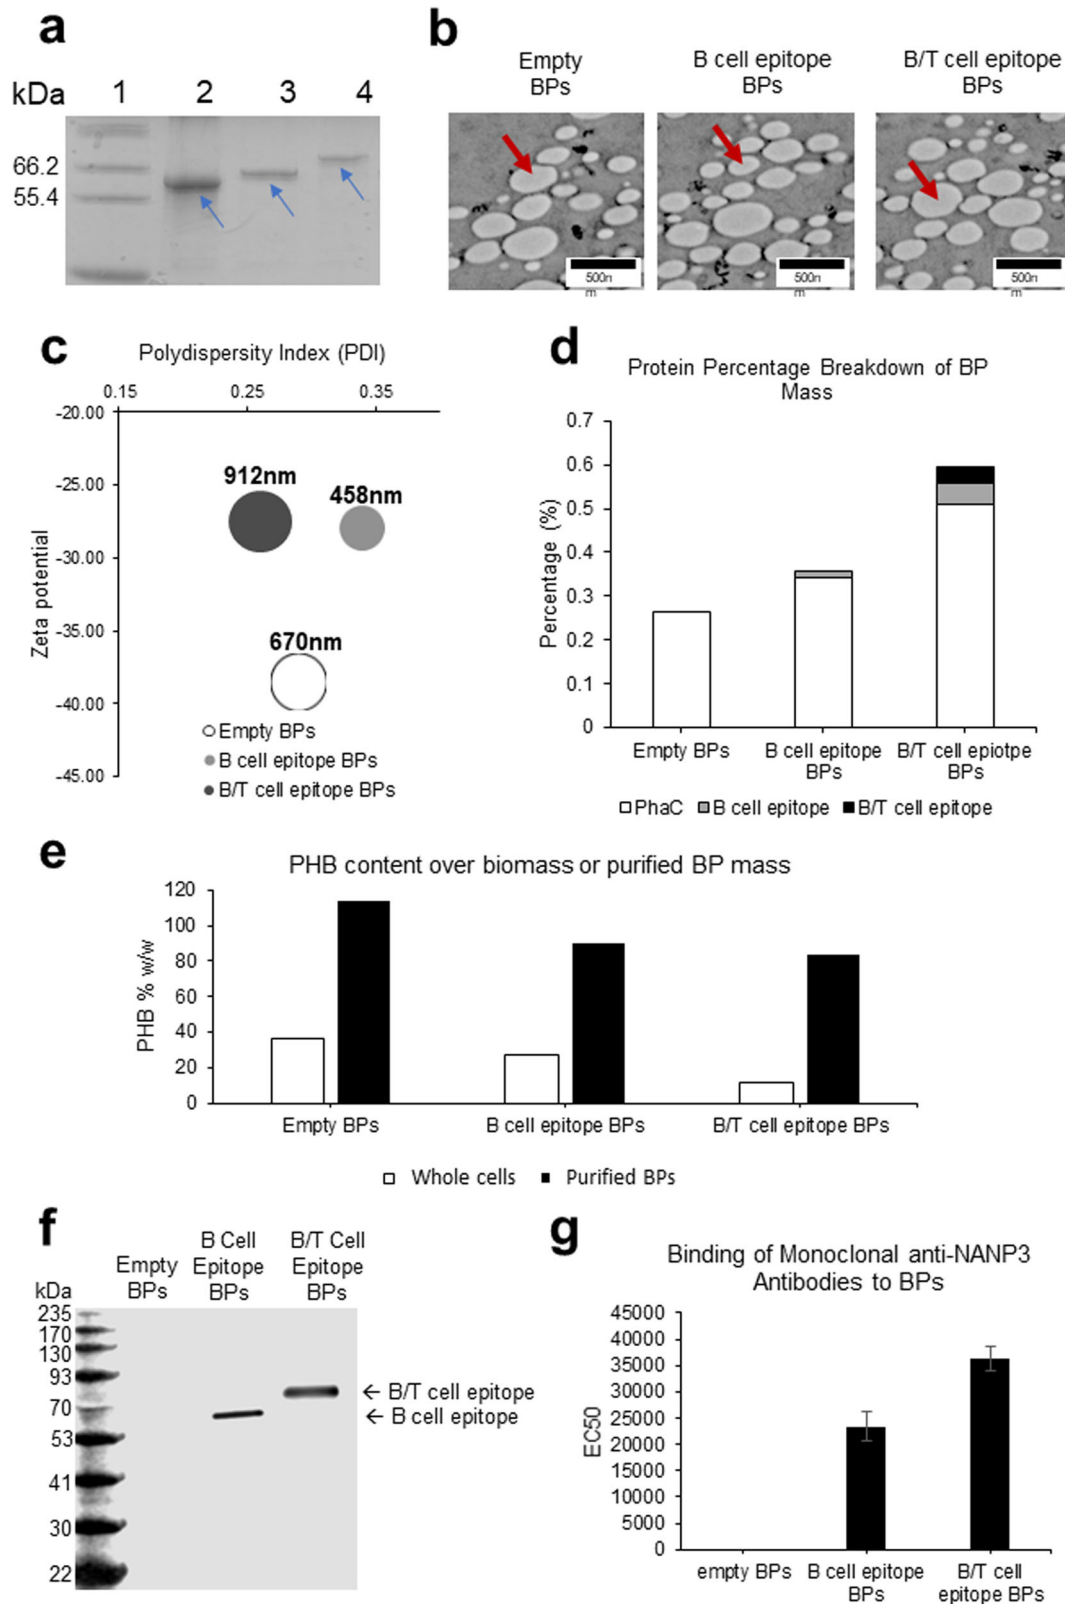 a
kDa 1 2 3 4
66.2
55.4
b
Empty
BPs
B cell epitope
BPs
B/T cell epitope
BPs
500n
m
500n
m
500n
m
c
Polydispersity Index (PDI)
0.15 0.25 0.35
-20.00
-25.00
-30.00
-35.00
-40.00
-45.00
Zeta potential
912nm
458nm
670nm
Empty BPs
B cell epitope BPs
B/T cell epitope BPs
d
Protein Percentage Breakdown of BP
Mass
Percentage (%)
0.7
0.6
0.5
0.4
0.3
0.2
0.1
0
Empty BPs
B cell epitope
BPs
B/T cell epiotpe
BPs
PhaC B cell epitope B/T cell epitope
e
PHB content over biomass or purified BP mass
PHB % w/w
120
100
80
60
40
20
0
Empty BPs B cell epitope BPs B/T cell epitope BPs
Whole cells Purified BPs
f
kDa
Empty
BPs
B Cell
Epitope
BPs
B/T Cell
Epitope
BPs
235
170
130
93
70
53
41
30
22
← B/T cell epitope
← B cell epitope
g
Binding of Monoclonal anti-NANP3
Antibodies to BPs
EC50
45000
40000
35000
30000
25000
20000
15000
10000
5000
0
empty BPs
B cell epitope
BPs
B/T cell
epitope BPs